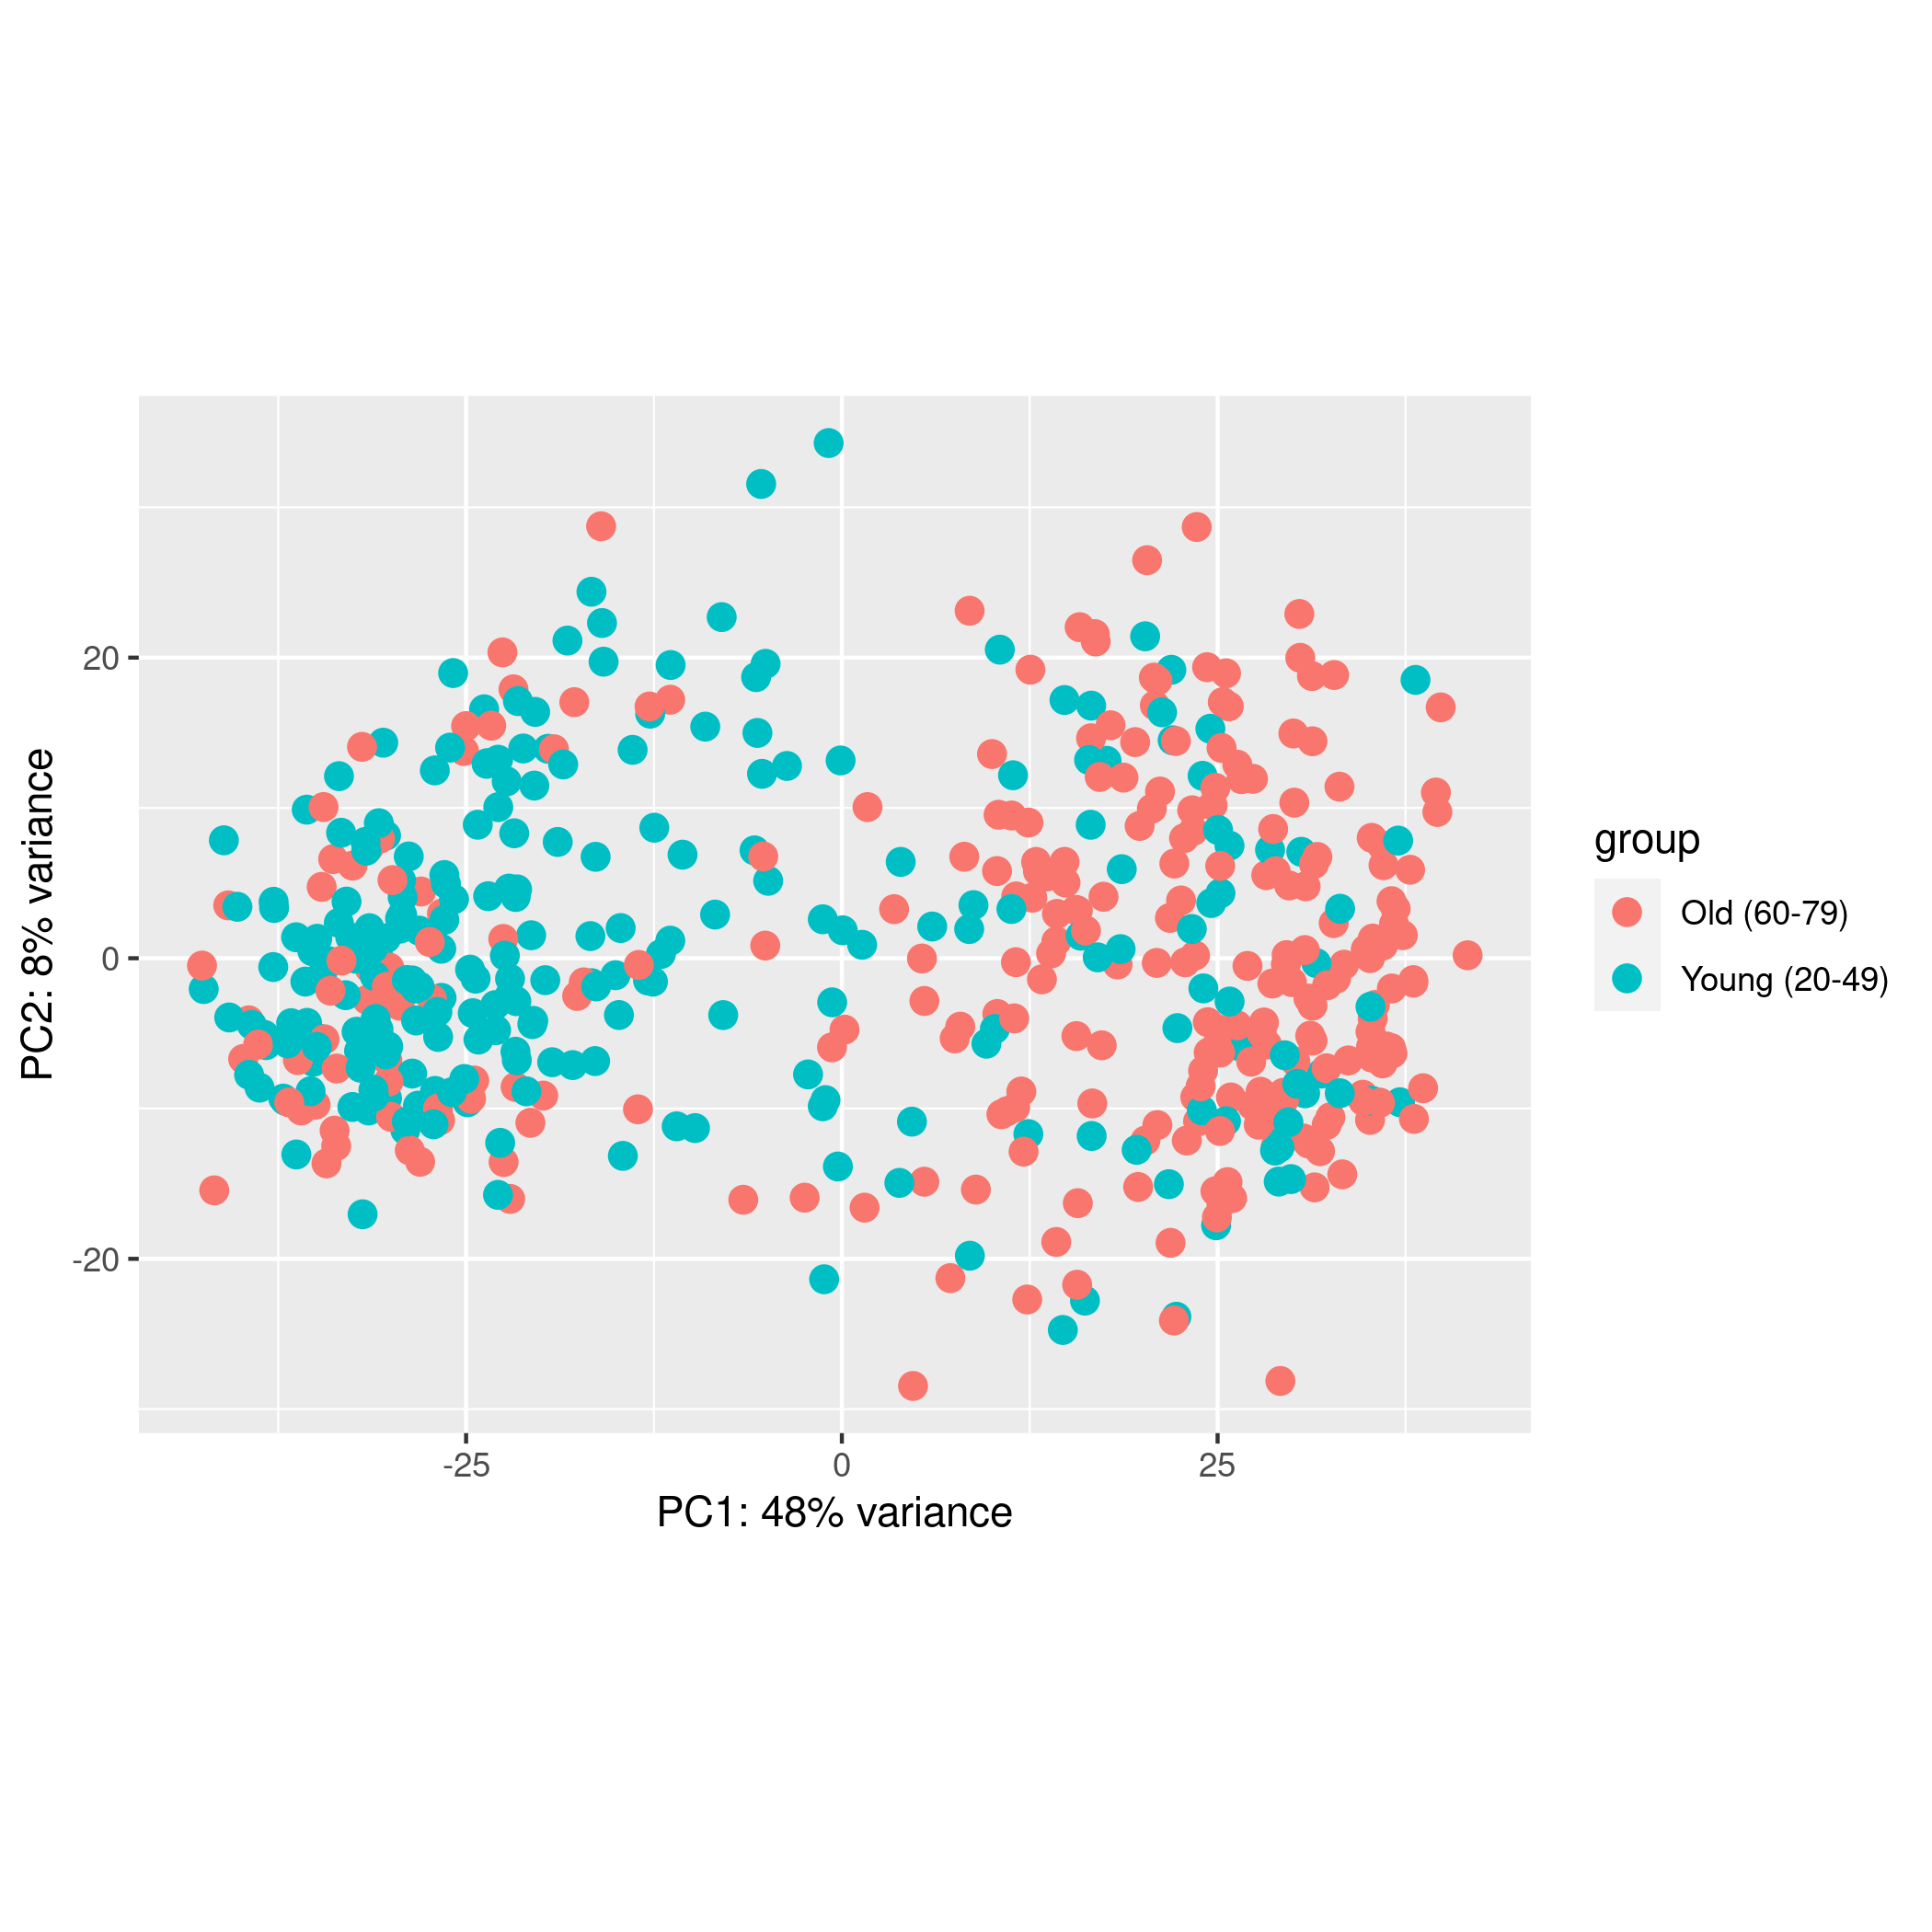 20
0
-20
PC2: 8% variance
-25
0
25
PC1: 48% variance
group
Old (60-79)
Young (20-49)